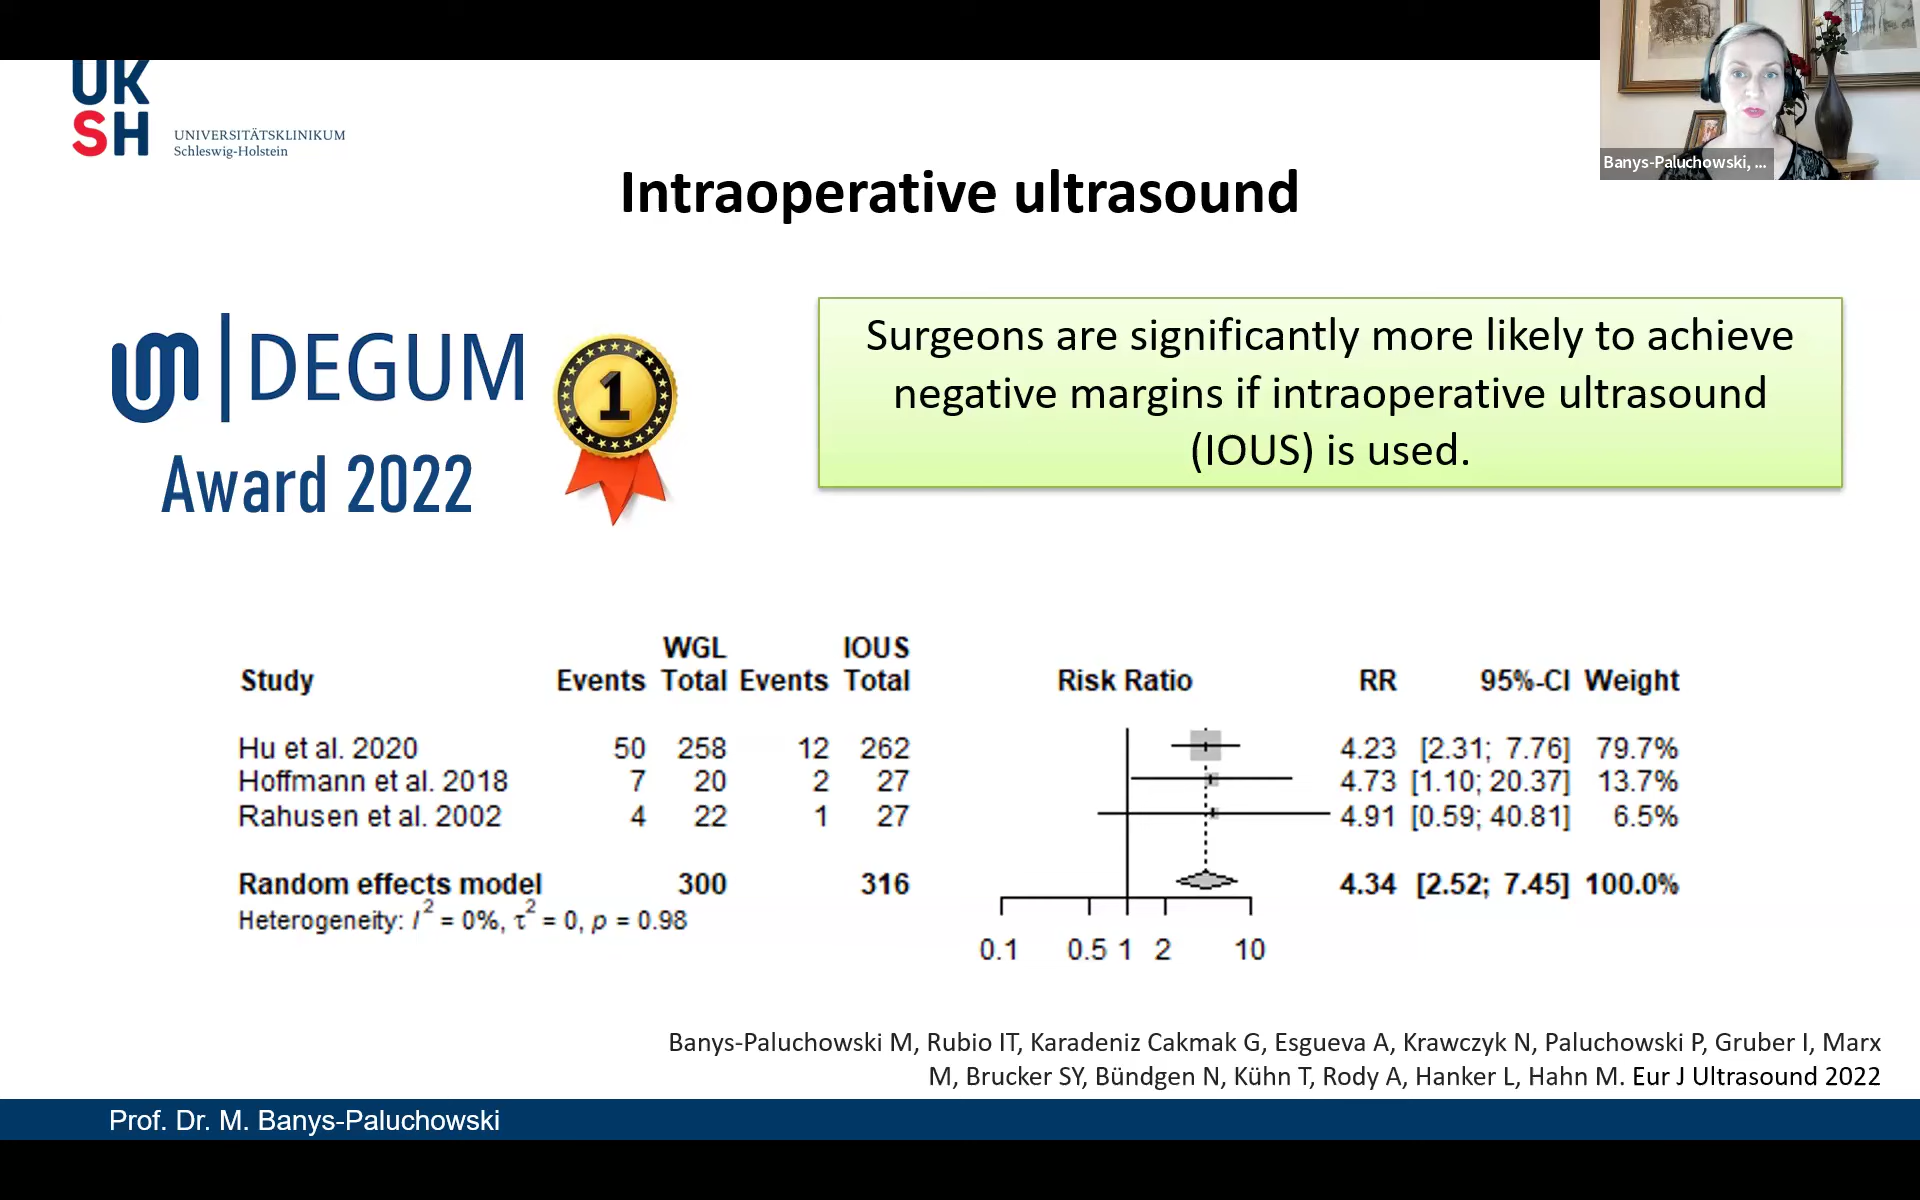 UK
SH
UNIVERSITÄTSKLINIKUM
Schleswig-Holstein
Banys-Paluchowski, ...
Intraoperative ultrasound
DEGUM
Award 2022
1
Surgeons are significantly more likely to achieve
negative margins if intraoperative ultrasound
(IOUS) is used.
WGL IOUS
Study Events Total Events Total Risk Ratio RR 95%-CI Weight
Hu et al. 2020 50 258 12 262 4.23 [2.31; 7.76] 79.7%
Hoffmann et al. 2018 7 20 2 27 4.73 [1.10; 20.37] 13.7%
Rahusen et al. 2002 4 22 1 27 4.91 [0.59; 40.81] 6.5%
Random effects model 300 316 4.34 [2.52; 7.45] 100.0%
Heterogeneity: I² = 0%, τ² = 0, p = 0.98
0.1 0.5 1 2 10
Banys-Paluchowski M, Rubio IT, Karadeniz Cakmak G, Esgueva A, Krawczyk N, Paluchowski P, Gruber I, Marx
M, Brucker SY, Bündgen N, Kühn T, Rody A, Hanker L, Hahn M. Eur J Ultrasound 2022
Prof. Dr. M. Banys-Paluchowski